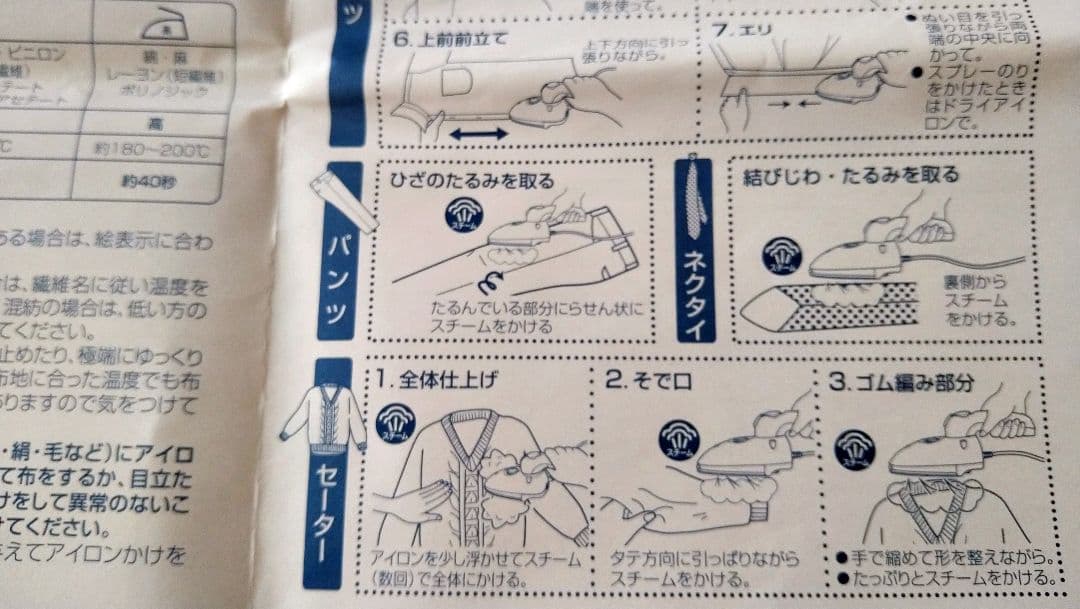 ビニロン
綿・麻
レーヨン(短繊維)
ポリノジック
アセテート
高
℃
約180〜200℃
約40秒
ある場合は、絵表示に合わ
は、繊維名に従い温度を
混紡の場合は、低い方の
てください。
止めたり、極端にゆっくり
布地に合った温度でも布
ありますので気をつけて
・絹・毛など)にアイロ
て布をするか、目立た
けをして異常のないこ
けてください。
アイロンかけを
ツ
端を使って。
6. 上前前立て
上下方向に引っ
張りながら。
7. エリ
●ぬい目を引っ
張りながら両
端の中央に向
かって。
●スプレーのり
をかけたとき
はドライアイ
ロンで。
パンツ
ひざのたるみを取る
スチーム
たるんでいる部分にらせん状に
スチームをかける
ネクタイ
結びじわ・たるみを取る
スチーム
裏側から
スチーム
をかける。
セーター
1. 全体仕上げ
スチーム
アイロンを少し浮かせてスチーム
(数回)で全体にかける。
2. そで口
スチーム
タテ方向に引っぱりながら
スチームをかける。
3. ゴム編み部分
スチーム
●手で縮めて形を整えながら。
●たっぷりとスチームをかける。